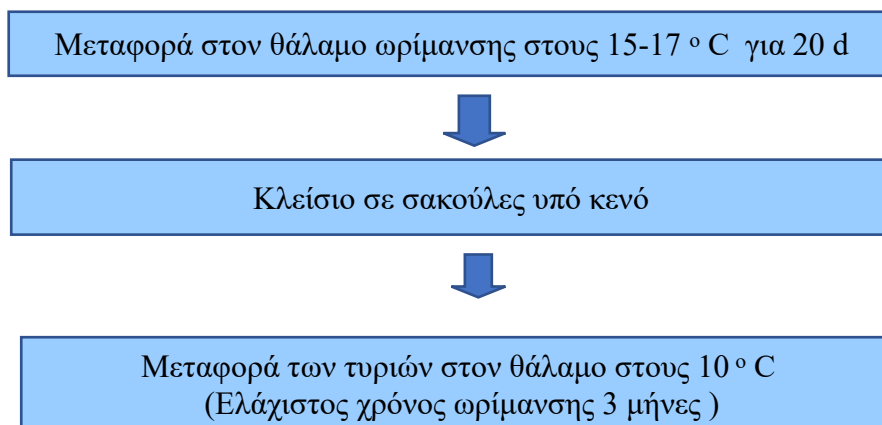 Μεταφορά στον θάλαμο ωρίμανσης στους 15-17 ° C για 20 d
Κλείσιο σε σακούλες υπό κενό
Μεταφορά των τυριών στον θάλαμο στους 10 ° C
(Ελάχιστος χρόνος ωρίμανσης 3 μήνες )